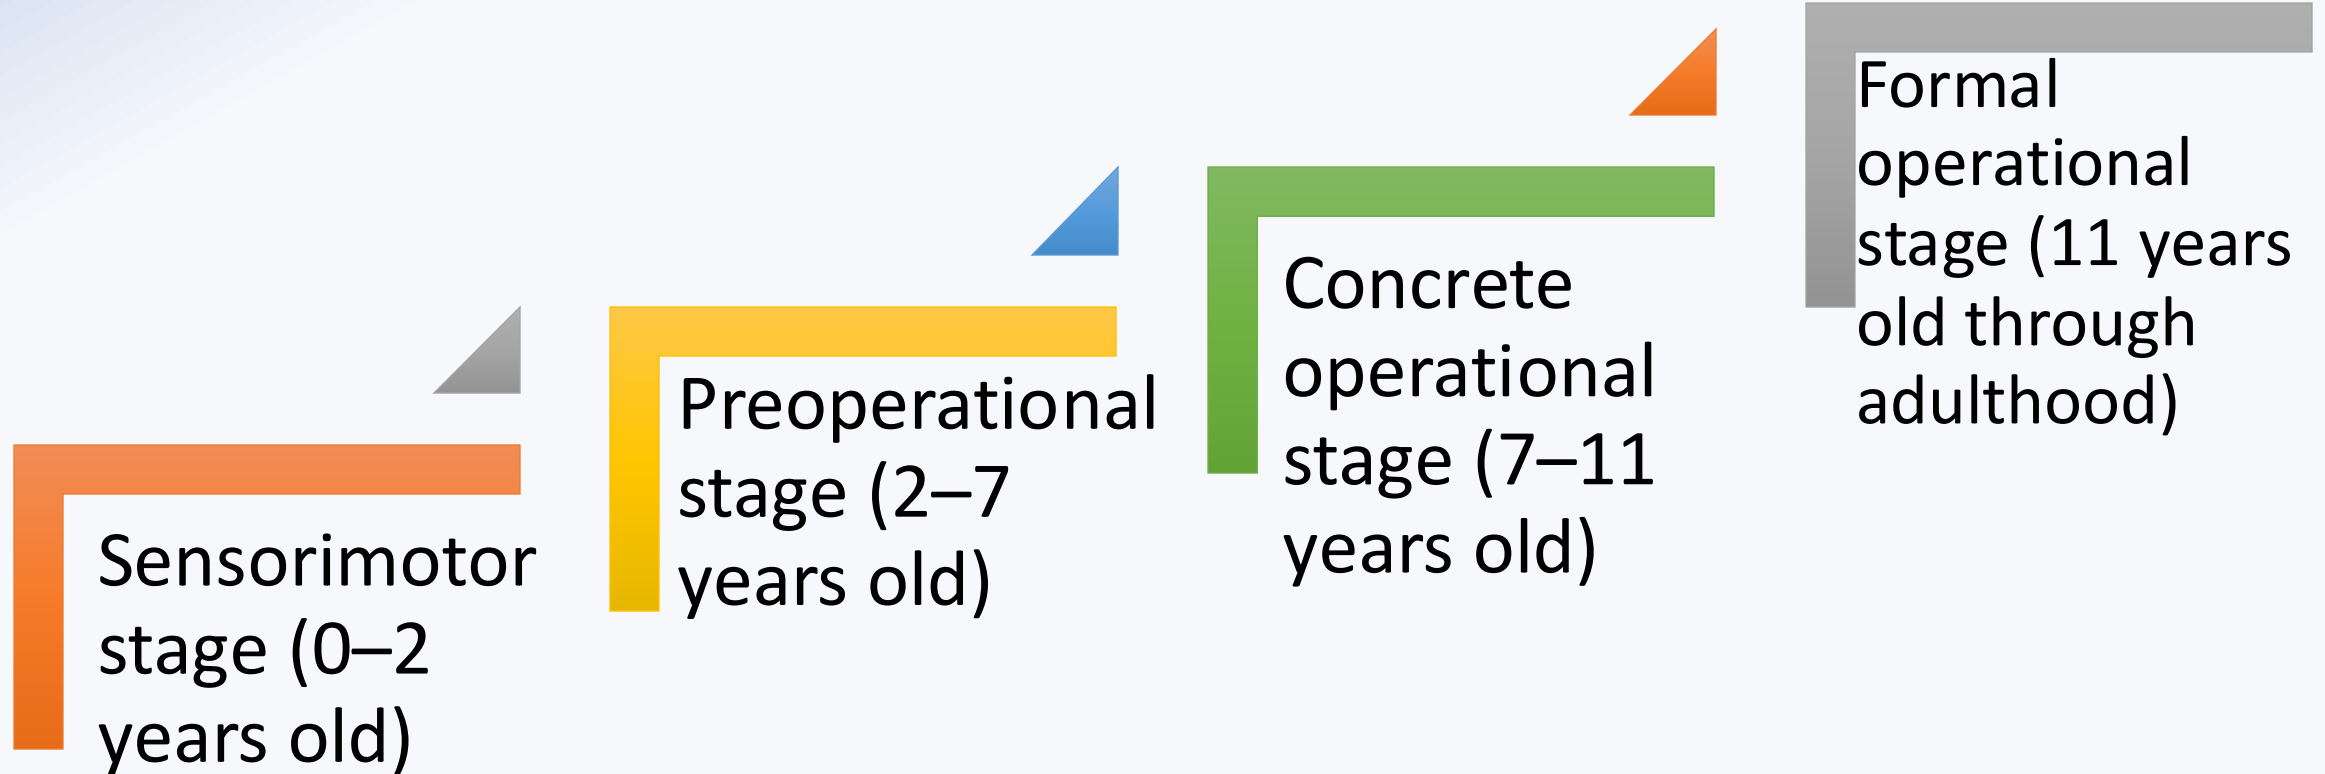 Sensorimotor
stage (0–2
years old)
Preoperational
stage (2–7
years old)
Concrete
operational
stage (7–11
years old)
Formal
operational
stage (11 years
old through
adulthood)